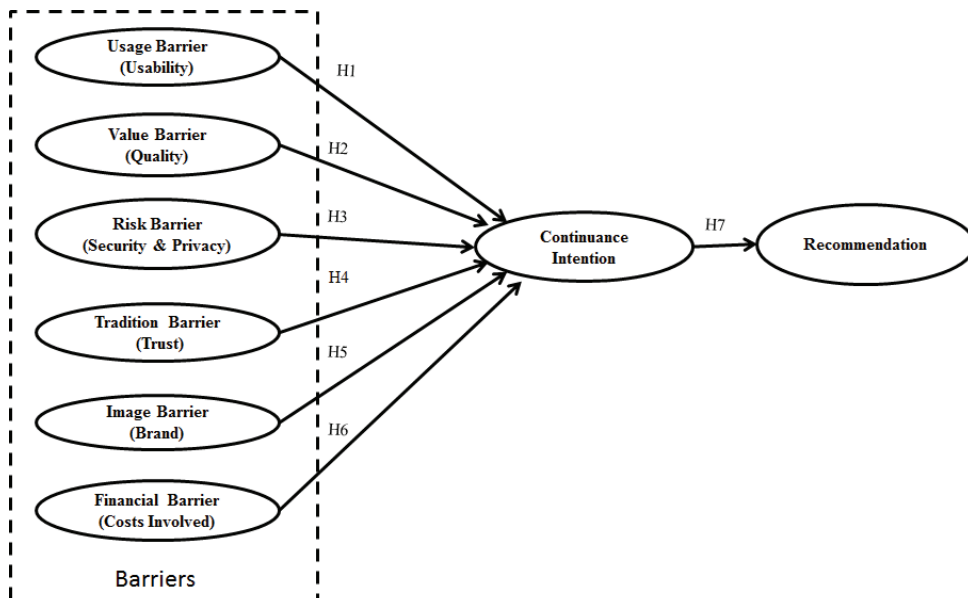 Usage Barrier
(Usability)
H1
Value Barrier
(Quality)
H2
Risk Barrier
(Security & Privacy)
H3
Continuance
Intention
H7
Recommendation
H4
Tradition Barrier
(Trust)
H5
Image Barrier
(Brand)
H6
Financial Barrier
(Costs Involved)
Barriers